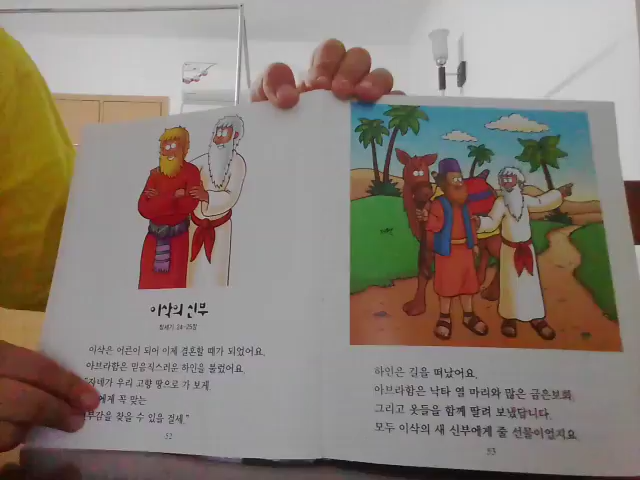 이삭의 신부
창세기 24-25장
이삭은 어른이 되어 이제 결혼할 때가 되었어요.
아브라함은 믿음직스러운 하인을 불렀어요.
"자네가 우리 고향 땅으로 가 보게.
에게 꼭 맞는
부감을 찾을 수 있을 걸세."
52
하인은 길을 떠났어요.
아브라함은 낙타 열 마리와 많은 금은보화,
그리고 옷들을 함께 딸려 보냈답니다.
모두 이삭의 새 신부에게 줄 선물이었지요.
53